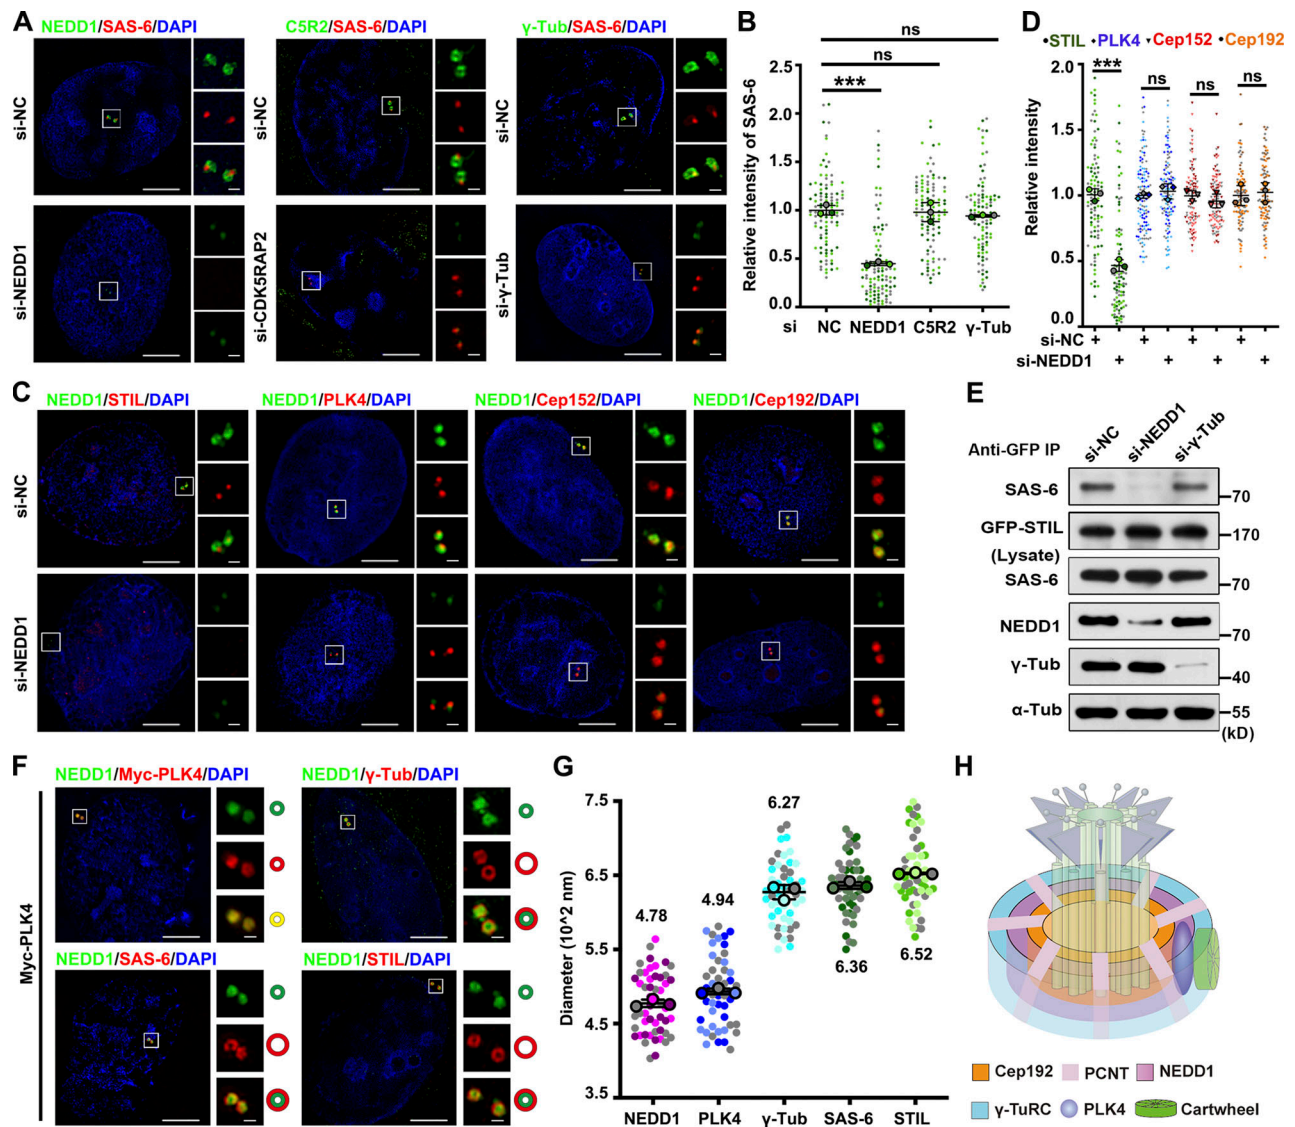 A
NEDD1/SAS-6/DAPI
C5R2/SAS-6/DAPI
γ-Tub/SAS-6/DAPI
si-NC
si-NC
si-NC
si-NEDD1
si-CDK5RAP2
si-γ-Tub
B
ns
ns
***
Relative intensity of SAS-6
2.5
2.0
1.5
1.0
0.5
0.0
si
NC
NEDD1
C5R2
γ-Tub
D
STIL
PLK4
Cep152
Cep192
***
ns
ns
ns
Relative intensity
2.0
1.5
1.0
0.5
0.0
si-NC + + + +
si-NEDD1 + + + +
C
NEDD1/STIL/DAPI
NEDD1/PLK4/DAPI
NEDD1/Cep152/DAPI
NEDD1/Cep192/DAPI
si-NC
si-NEDD1
E
Anti-GFP IP
si-NC
si-NEDD1
si-γ-Tub
SAS-6
70
GFP-STIL
170
(Lysate)
SAS-6
70
NEDD1
70
γ-Tub
40
α-Tub
55
(kD)
F
NEDD1/Myc-PLK4/DAPI
NEDD1/γ-Tub/DAPI
Myc-PLK4
NEDD1/SAS-6/DAPI
NEDD1/STIL/DAPI
G
Diameter (10^2 nm)
7.5
6.5
5.5
4.5
3.5
4.78
4.94
6.27
6.36
6.52
NEDD1
PLK4
γ-Tub
SAS-6
STIL
H
Cep192
PCNT
NEDD1
γ-TuRC
PLK4
Cartwheel